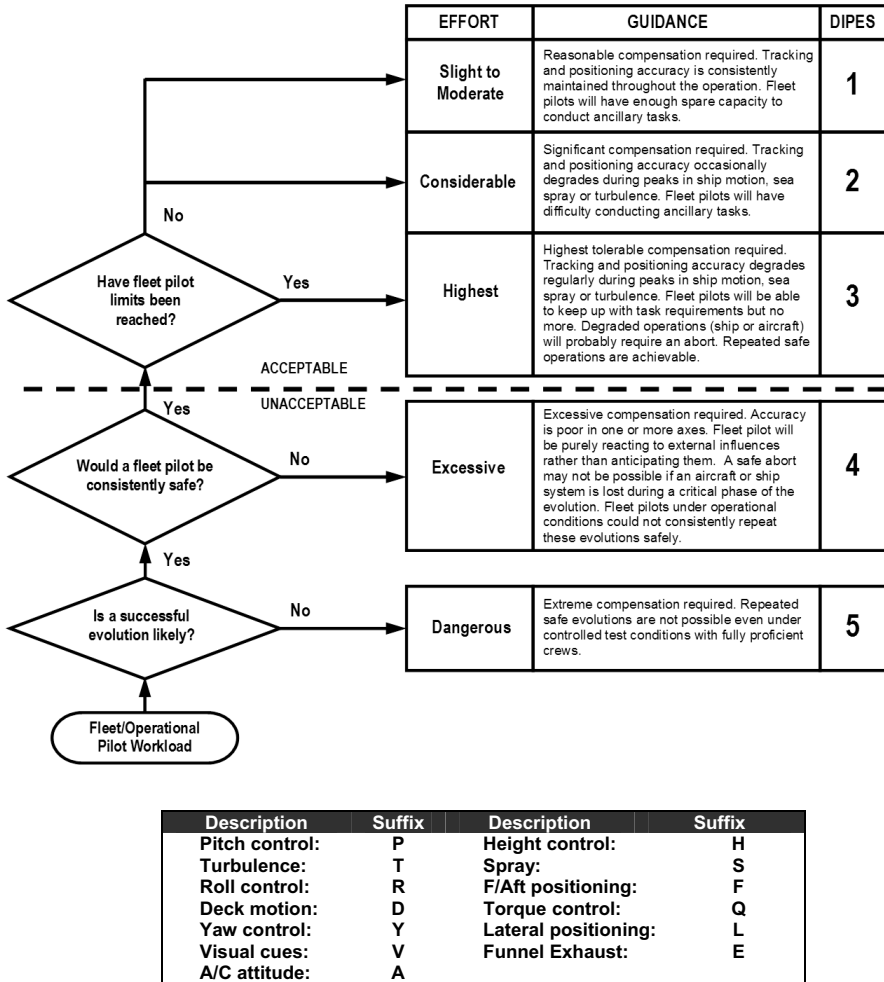 EFFORT GUIDANCE DIPES
Slight to
Moderate
Reasonable compensation required. Tracking
and positioning accuracy is consistently
maintained throughout the operation. Fleet
pilots will have enough spare capacity to
conduct ancillary tasks.
1
Considerable
Significant compensation required. Tracking
and positioning accuracy occasionally
degrades during peaks in ship motion, sea
spray or turbulence. Fleet pilots will have
difficulty conducting ancillary tasks.
2
No
Have fleet pilot
limits been
reached?
Yes
Highest
Highest tolerable compensation required.
Tracking and positioning accuracy degrades
regularly during peaks in ship motion, sea
spray or turbulence. Fleet pilots will be able
to keep up with task requirements but no
more. Degraded operations (ship or aircraft)
will probably require an abort. Repeated safe
operations are achievable.
3
ACCEPTABLE
UNACCEPTABLE
Yes
Would a fleet pilot be
consistently safe?
No
Excessive
Excessive compensation required. Accuracy
is poor in one or more axes. Fleet pilot will
be purely reacting to external influences
rather than anticipating them. A safe abort
may not be possible if an aircraft or ship
system is lost during a critical phase of the
evolution. Fleet pilots under operational
conditions could not consistently repeat
these evolutions safely.
4
Yes
Is a successful
evolution likely?
No
Dangerous
Extreme compensation required. Repeated
safe evolutions are not possible even under
controlled test conditions with fully proficient
crews.
5
Fleet/Operational
Pilot Workload
Description Suffix Description Suffix
Pitch control: P Height control: H
Turbulence: T Spray: S
Roll control: R F/Aft positioning: F
Deck motion: D Torque control: Q
Yaw control: Y Lateral positioning: L
Visual cues: V Funnel Exhaust: E
A/C attitude: A